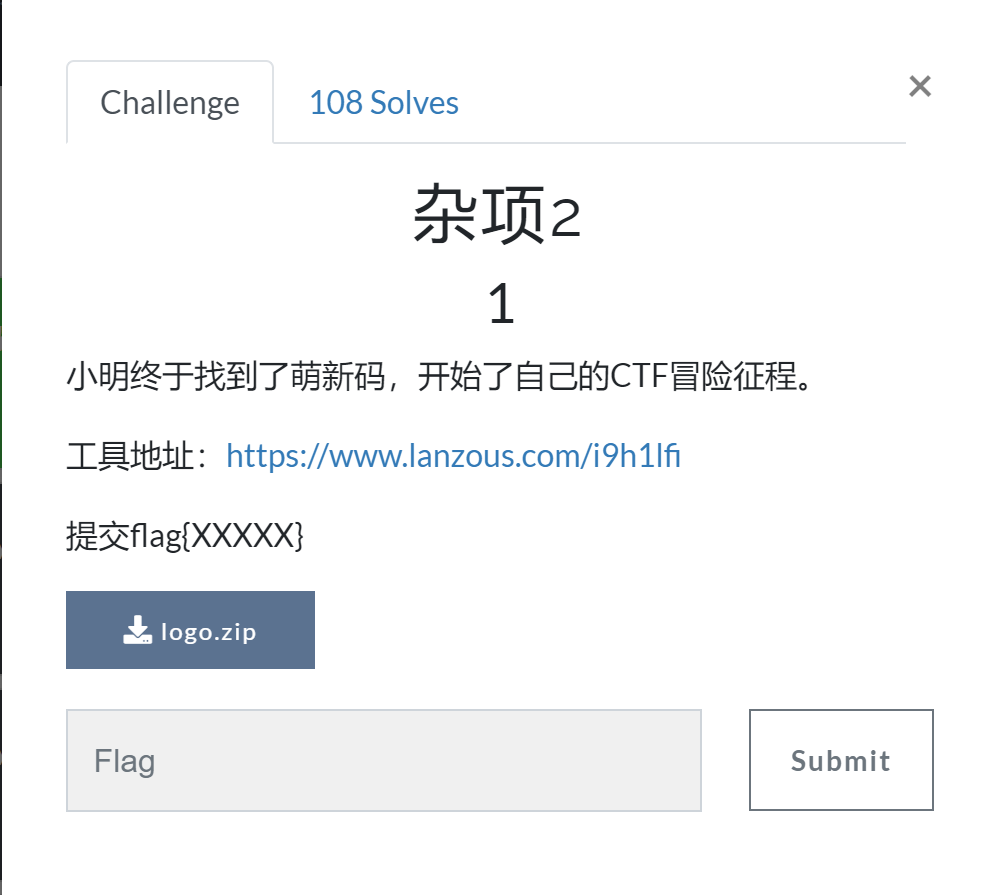 Challenge
108 Solves
×
杂项2
1
小明终于找到了萌新码，开始了自己的CTF冒险征程。
工具地址：https://www.lanzous.com/i9h1lfi
提交flag{XXXXX}
logo.zip
Flag
Submit